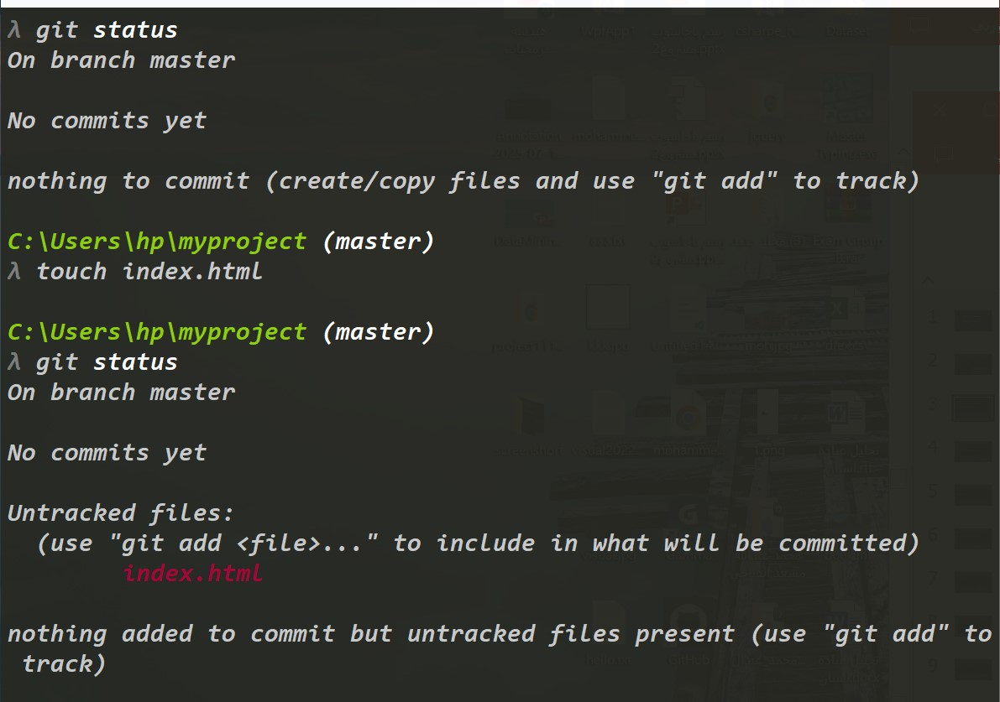 λ git status
On branch master
No commits yet
nothing to commit (create/copy files and use "git add" to track)
C:\Users\hp\myproject (master)
λ touch index.html
C:\Users\hp\myproject (master)
λ git status
On branch master
No commits yet
Untracked files:
(use "git add <file>..." to include in what will be committed)
index.html
nothing added to commit but untracked files present (use "git add" to
track)